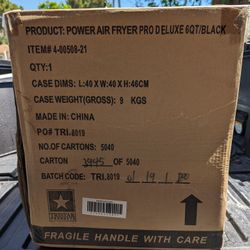 PRODUCT: POWER AIR FRYER PRO DELUXE 6QT/BLACK
ITEM# 4-00508-21
QTY:1
CASE DIMS: L:40 X W:40 X H:46CM
CASE WEIGHT(GROSS): 9 KGS
MADE IN: CHINA
PO# TRI.8019
NO.OF CARTONS: 5040
CARTON 3445 OF 5040
BATCH CODE: TRI.8019
FRAGILE HANDLE WITH CARE